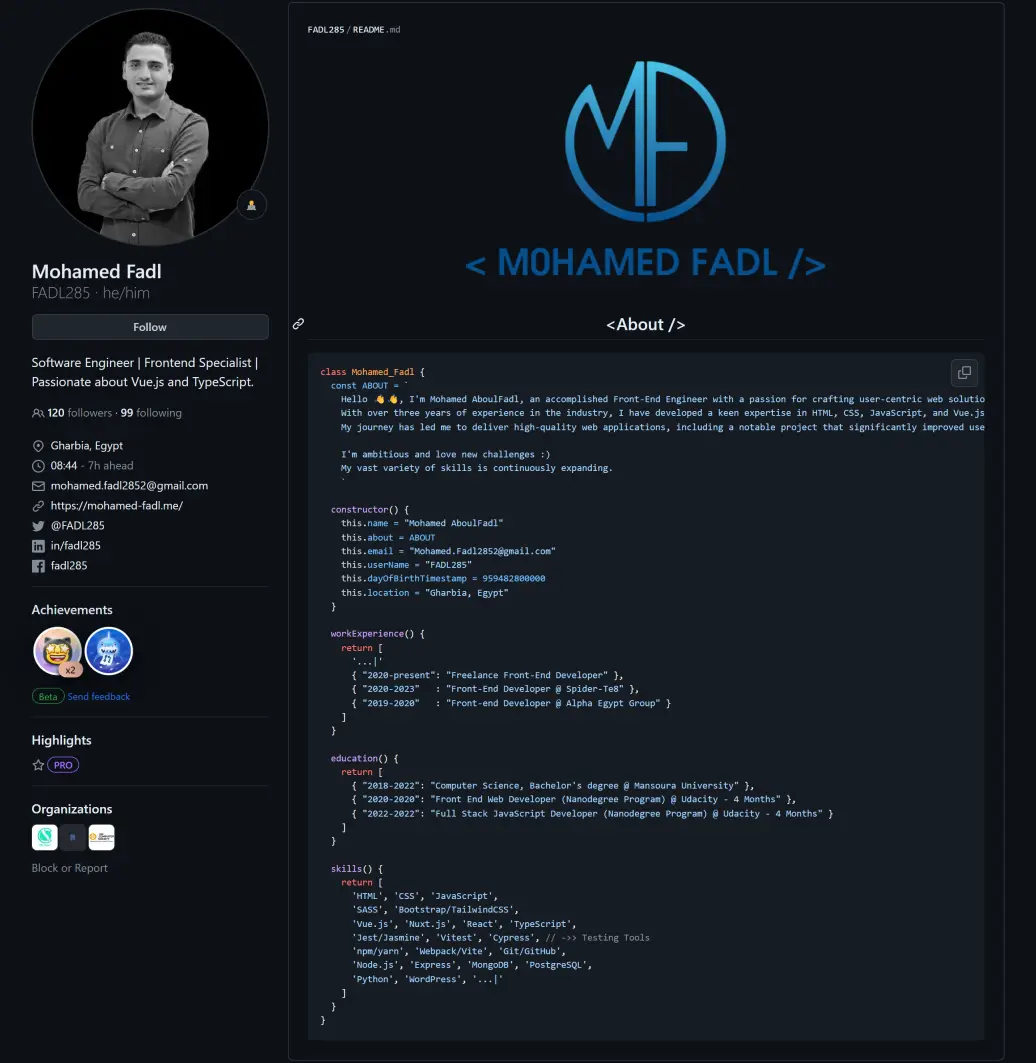 Mohamed Fadl
FADL285 · he/him
Follow
Software Engineer | Frontend Specialist |
Passionate about Vue.js and TypeScript.
120 followers · 99 following
Gharbia, Egypt
08:44 - 7h ahead
mohamed.fadl2852@gmail.com
https://mohamed-fadl.me/
@FADL285
in/fadl285
fadl285
Achievements
x2
Beta Send feedback
Highlights
PRO
Organizations
Block or Report
FADL285 / README.md
MF
< M0HAMED FADL />
<About />
class Mohamed_Fadl {
  const ABOUT = `
    Hello 👋👋, I'm Mohamed AboulFadl, an accomplished Front-End Engineer with a passion for crafting user-centric web solutio
    With over three years of experience in the industry, I have developed a keen expertise in HTML, CSS, JavaScript, and Vue.js
    My journey has led me to deliver high-quality web applications, including a notable project that significantly improved use
    I'm ambitious and love new challenges :)
    My vast variety of skills is continuously expanding.
    `
  constructor() {
    this.name = "Mohamed AboulFadl"
    this.about = ABOUT
    this.email = "Mohamed.Fadl2852@gmail.com"
    this.userName = "FADL285"
    this.dayOfBirthTimestamp = 959482800000
    this.location = "Gharbia, Egypt"
  }
  workExperience() {
    return [
      '...|'
      { "2020-present": "Freelance Front-End Developer" },
      { "2020-2023"   : "Front-End Developer @ Spider-Te8" },
      { "2019-2020"   : "Front-end Developer @ Alpha Egypt Group" }
    ]
  }
  education() {
    return [
      { "2018-2022": "Computer Science, Bachelor's degree @ Mansoura University" },
      { "2020-2020": "Front End Web Developer (Nanodegree Program) @ Udacity - 4 Months" },
      { "2022-2022": "Full Stack JavaScript Developer (Nanodegree Program) @ Udacity - 4 Months" }
    ]
  }
  skills() {
    return [
      'HTML', 'CSS', 'JavaScript',
      'SASS', 'Bootstrap/TailwindCSS',
      'Vue.js', 'Nuxt.js', 'React', 'TypeScript',
      'Jest/Jasmine', 'Vitest', 'Cypress', // ->> Testing Tools
      'npm/yarn', 'Webpack/Vite', 'Git/GitHub',
      'Node.js', 'Express', 'MongoDB', 'PostgreSQL',
      'Python', 'WordPress', '...|'
    ]
  }
}